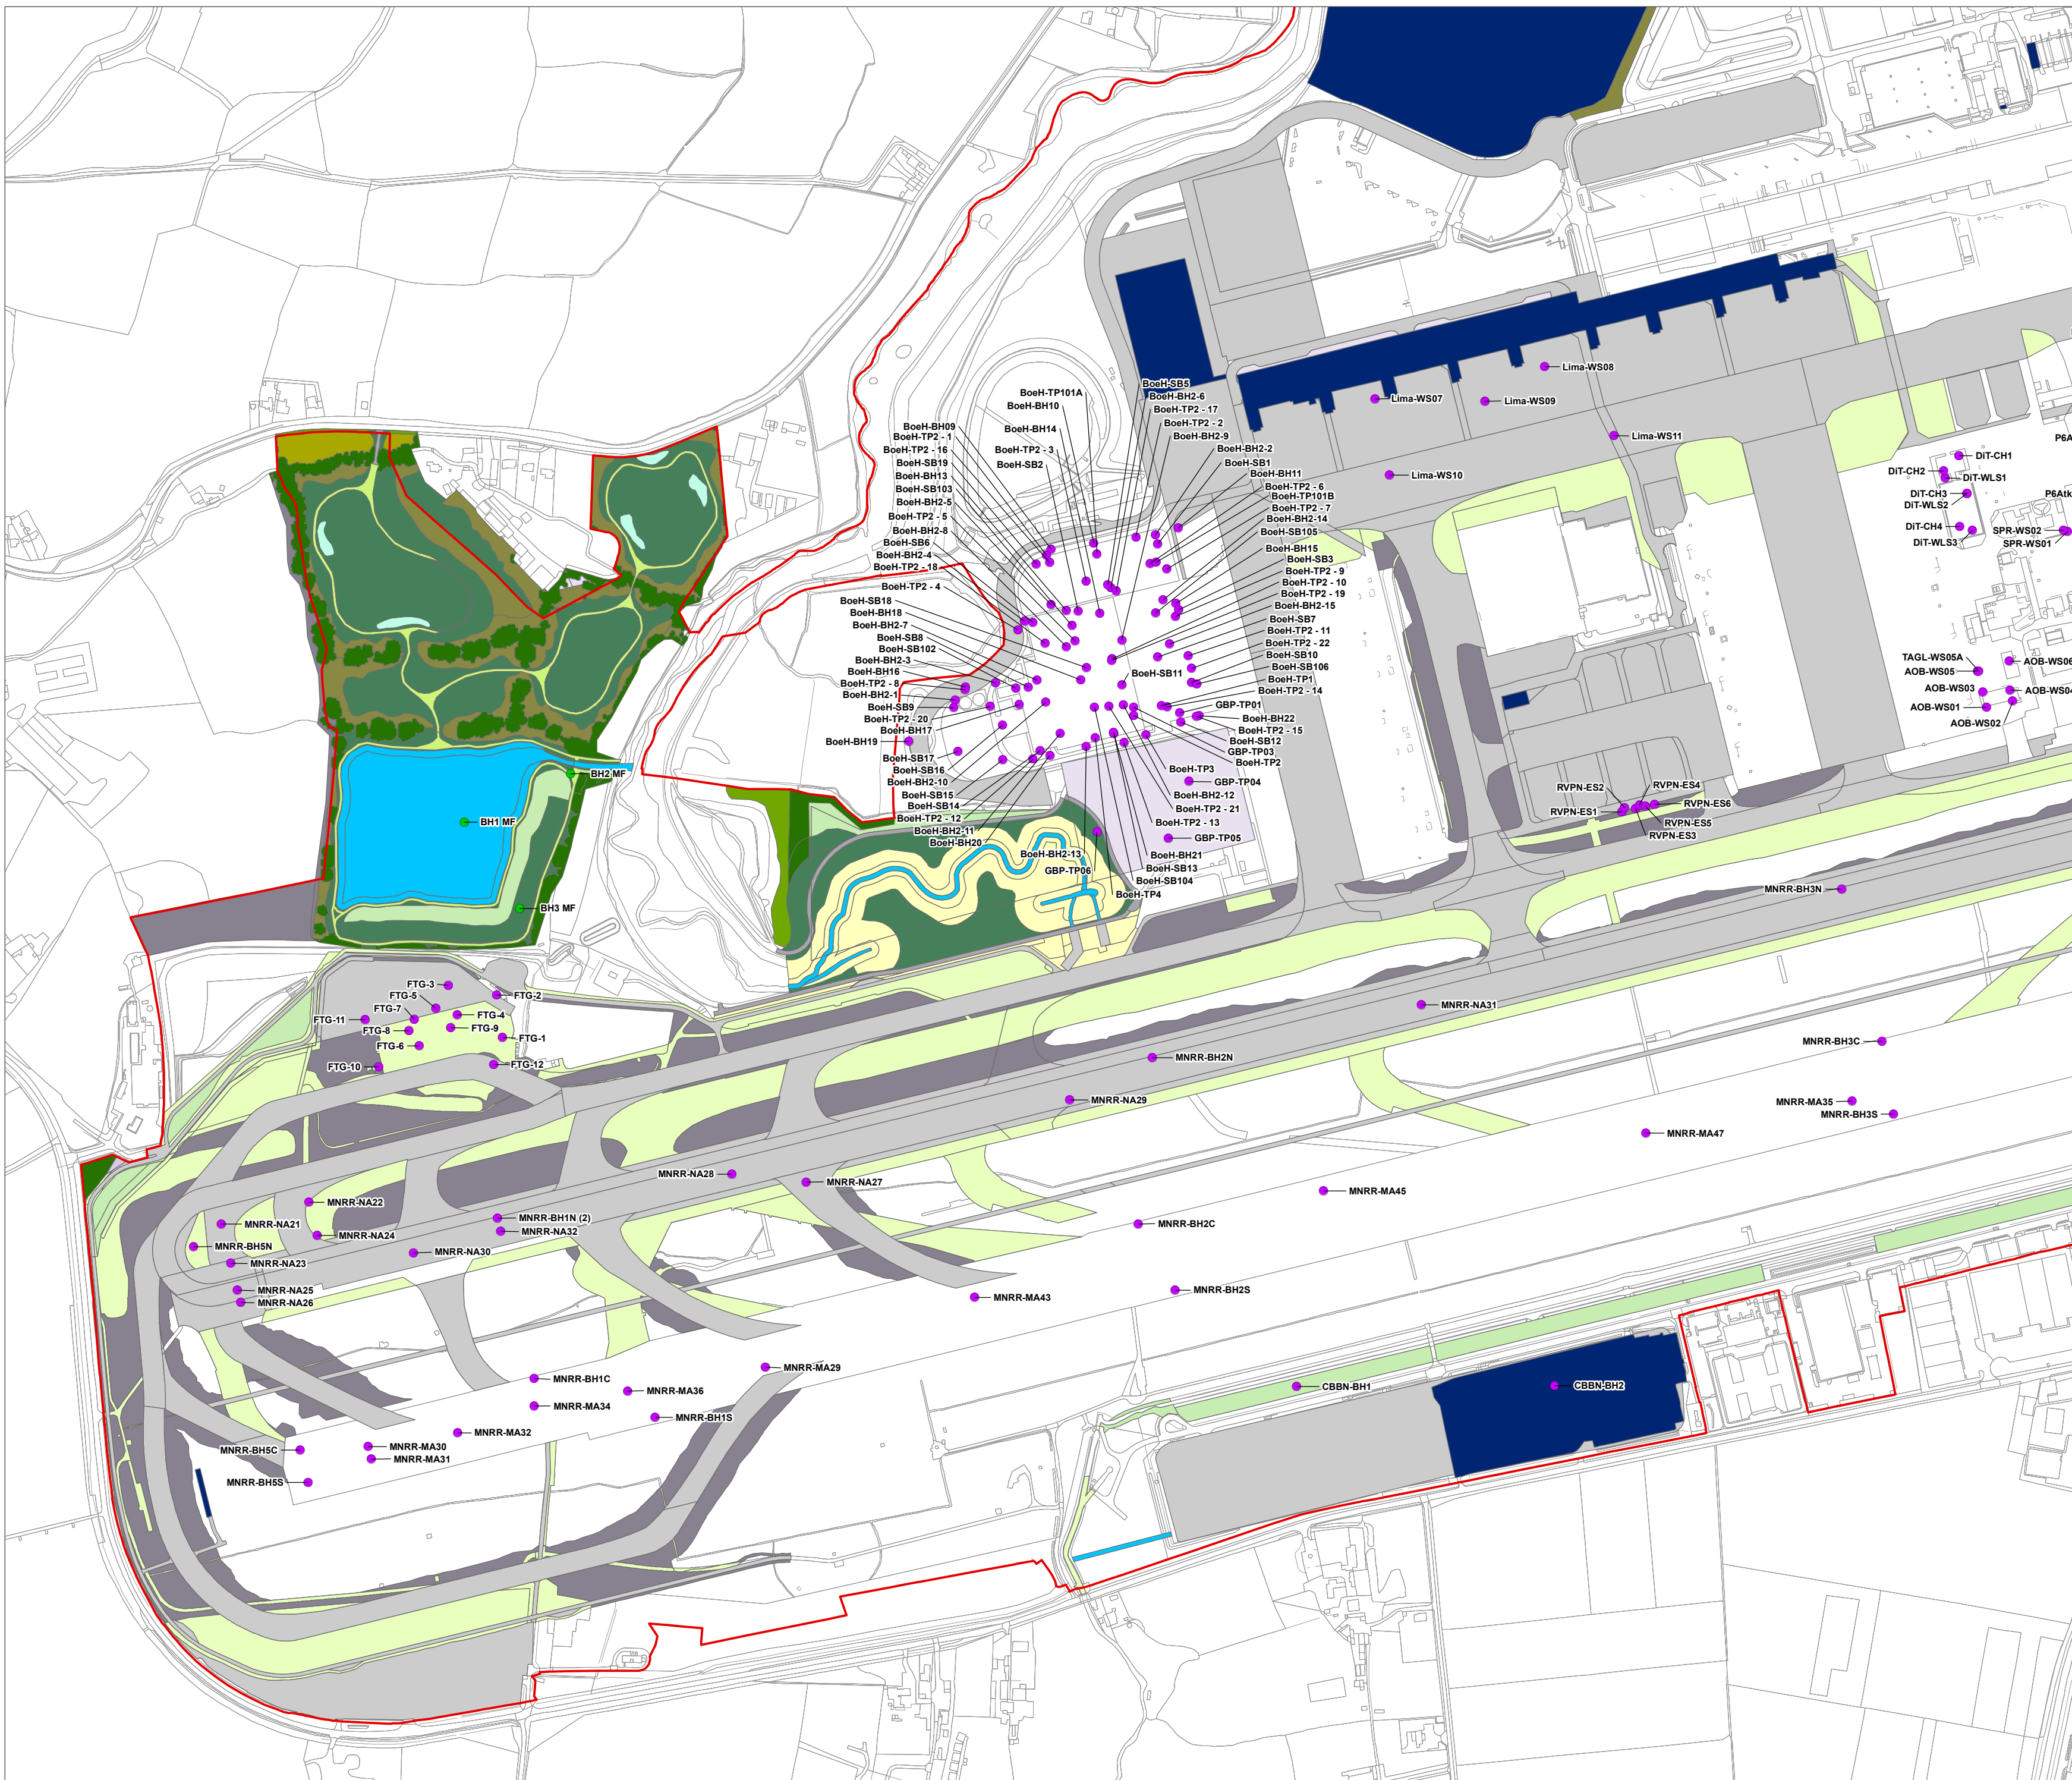 BoeH-SB5
BoeH-BH2-6
BoeH-TP2 - 17
BoeH-TP2 - 2
BoeH-BH2-9
BoeH-BH2-2
BoeH-SB1
BoeH-BH11
BoeH-TP2 - 6
BoeH-TP101B
BoeH-TP2 - 7
BoeH-BH2-14
BoeH-SB105
BoeH-BH15
BoeH-SB3
BoeH-TP2 - 9
BoeH-TP2 - 10
BoeH-TP2 - 19
BoeH-BH2-15
BoeH-SB7
BoeH-TP2 - 11
BoeH-TP2 - 22
BoeH-SB10
BoeH-SB106
BoeH-TP1
BoeH-TP2 - 14
GBP-TP01
BoeH-BH22
BoeH-TP2 - 15
BoeH-SB12
GBP-TP03
BoeH-TP2
BoeH-TP3
GBP-TP04
BoeH-BH2-12
BoeH-TP2 - 21
BoeH-TP2 - 13
GBP-TP05
BoeH-BH21
BoeH-SB13
BoeH-SB104
BoeH-TP4
BoeH-SB11
BoeH-TP101A
BoeH-BH10
BoeH-BH14
BoeH-TP2 - 3
BoeH-SB2
BoeH-BH09
BoeH-TP2 - 1
BoeH-TP2 - 16
BoeH-SB19
BoeH-BH13
BoeH-SB103
BoeH-BH2-5
BoeH-TP2 - 5
BoeH-BH2-8
BoeH-SB6
BoeH-BH2-4
BoeH-TP2 - 18
BoeH-TP2 - 4
BoeH-SB18
BoeH-BH18
BoeH-BH2-7
BoeH-SB8
BoeH-SB102
BoeH-BH2-3
BoeH-BH16
BoeH-TP2 - 8
BoeH-BH2-1
BoeH-SB9
BoeH-TP2 - 20
BoeH-BH17
BoeH-BH19
BoeH-SB17
BoeH-SB16
BoeH-BH2-10
BoeH-SB15
BoeH-SB14
BoeH-TP2 - 12
BoeH-BH2-11
BoeH-BH20
BoeH-BH2-13
GBP-TP06
Lima-WS08
Lima-WS07
Lima-WS09
Lima-WS11
Lima-WS10
P6A
DiT-CH1
DiT-CH2
DiT-WLS1
DiT-CH3
DiT-WLS2
P6Atk
DiT-CH4
DiT-WLS3
SPR-WS02
SPR-WS01
TAGL-WS05A
AOB-WS06
AOB-WS05
AOB-WS03
AOB-WS04
AOB-WS01
AOB-WS02
RVPN-ES2
RVPN-ES4
RVPN-ES6
RVPN-ES1
RVPN-ES5
RVPN-ES3
BH2 MF
BH1 MF
BH3 MF
FTG-3
FTG-2
FTG-5
FTG-7
FTG-4
FTG-11
FTG-8
FTG-9
FTG-1
FTG-6
FTG-10
FTG-12
MNRR-BH3N
MNRR-NA31
MNRR-BH3C
MNRR-BH2N
MNRR-NA29
MNRR-MA35
MNRR-BH3S
MNRR-MA47
MNRR-NA28
MNRR-NA27
MNRR-MA45
MNRR-NA22
MNRR-BH1N (2)
MNRR-NA21
MNRR-BH2C
MNRR-NA24
MNRR-NA32
MNRR-BH5N
MNRR-NA30
MNRR-NA23
MNRR-NA25
MNRR-BH2S
MNRR-NA26
MNRR-MA43
MNRR-MA29
MNRR-BH1C
MNRR-MA36
CBBN-BH1
CBBN-BH2
MNRR-MA34
MNRR-BH1S
MNRR-MA32
MNRR-BH5C
MNRR-MA30
MNRR-MA31
MNRR-BH5S